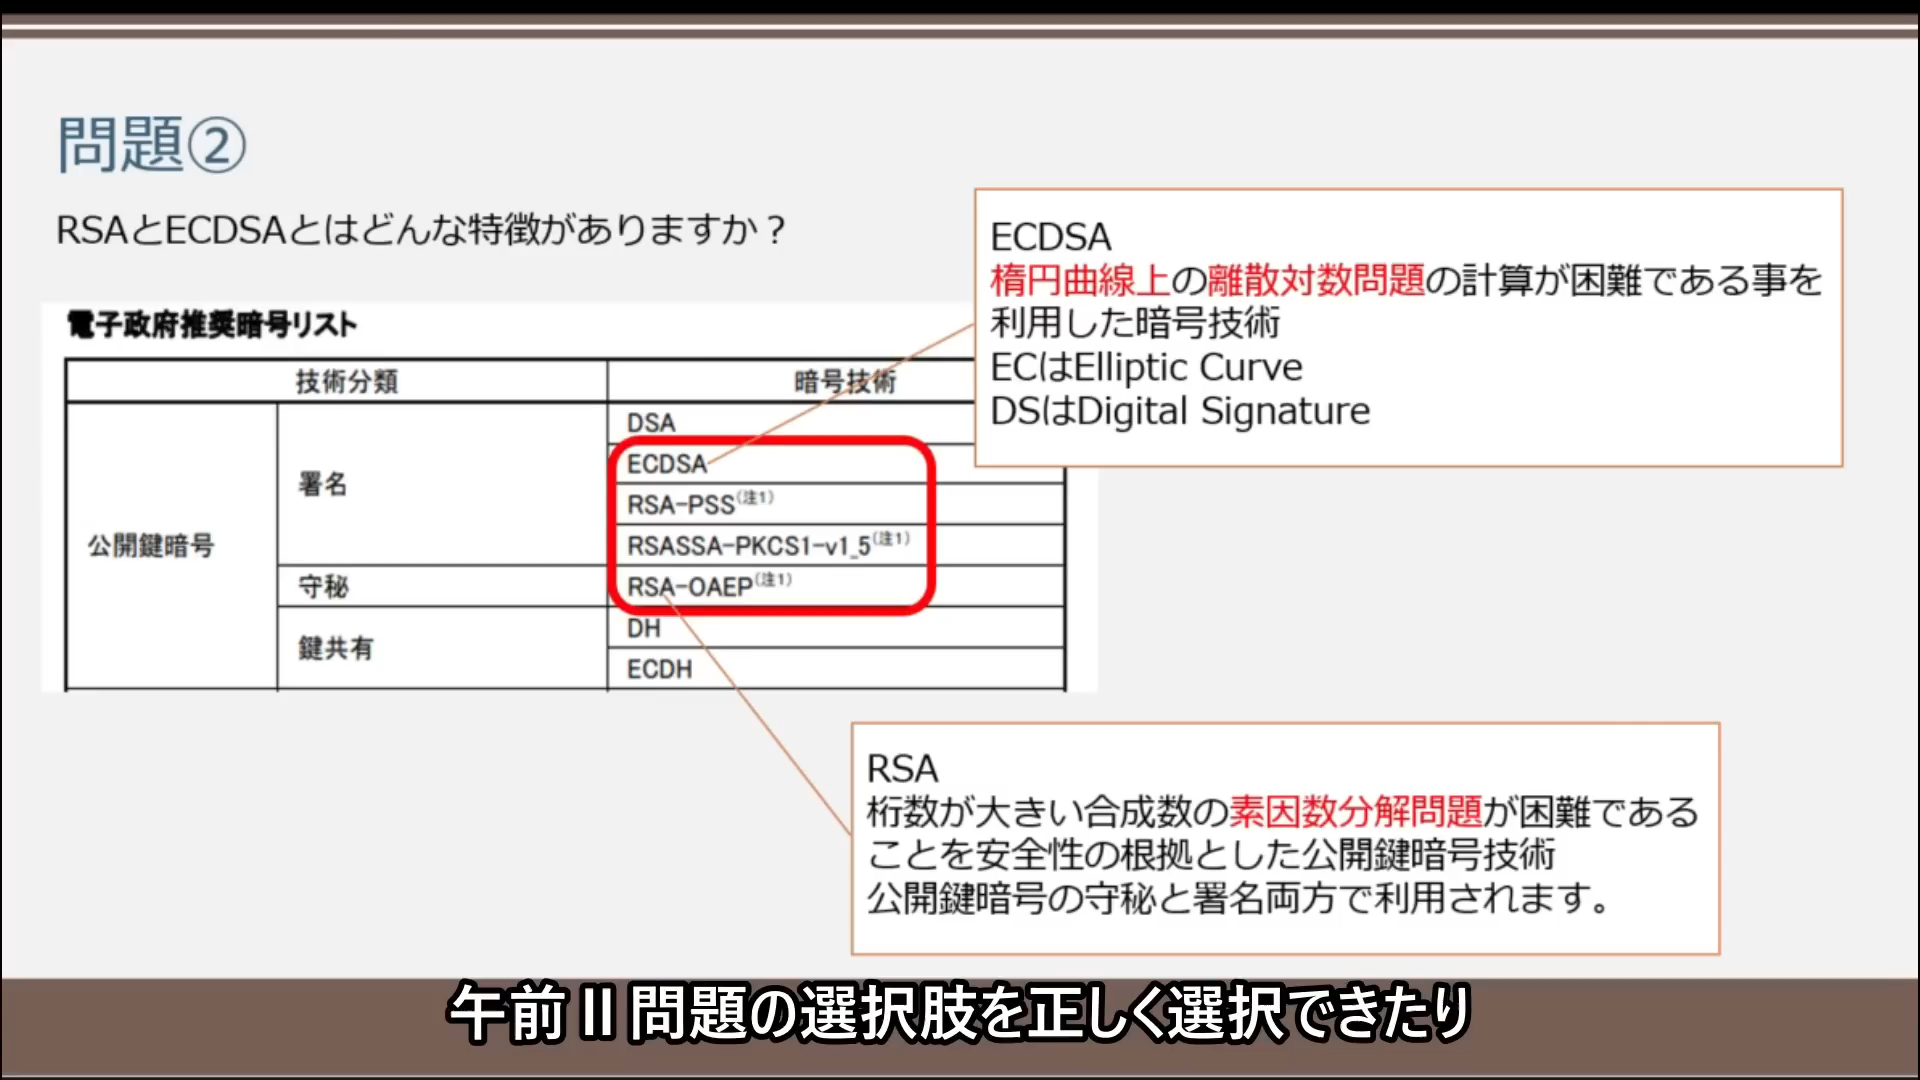 問題②
RSAとECDSAとはどんな特徴がありますか？
電子政府推奨暗号リスト
技術分類
暗号技術
公開鍵暗号
署名
DSA
ECDSA
RSA-PSS(注1)
RSASSA-PKCS1-v1_5(注1)
守秘
RSA-OAEP(注1)
鍵共有
DH
ECDH
ECDSA
楕円曲線上の離散対数問題の計算が困難である事を
利用した暗号技術
ECはElliptic Curve
DSはDigital Signature
RSA
桁数が大きい合成数の素因数分解問題が困難である
ことを安全性の根拠とした公開鍵暗号技術
公開鍵暗号の守秘と署名両方で利用されます。
午前Ⅱ問題の選択肢を正しく選択できたり